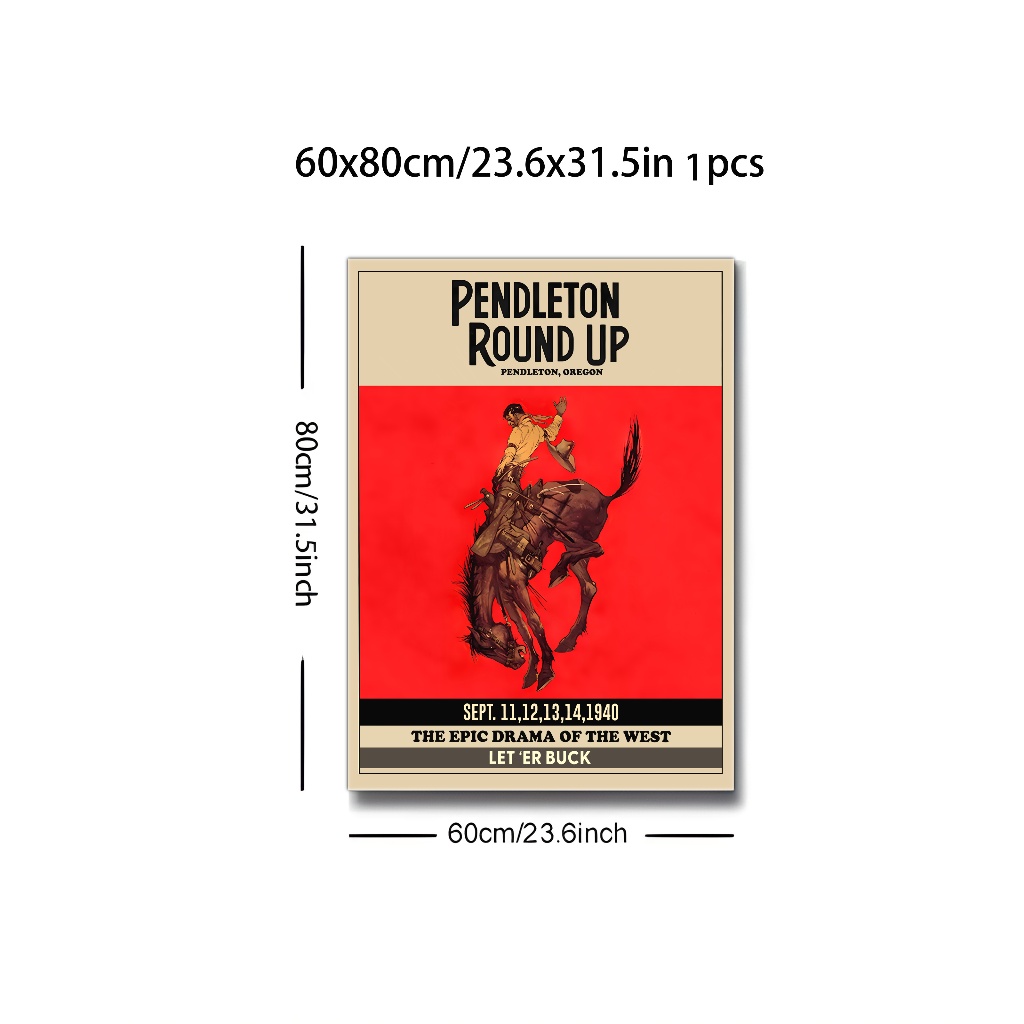 60x80cm/23.6x31.5in 1pcs
PENDLETON
ROUND UP
PENDLETON, OREGON
80cm/31.5inch
SEPT. 11,12,13,14,1940
THE EPIC DRAMA OF THE WEST
LET 'ER BUCK
60cm/23.6inch